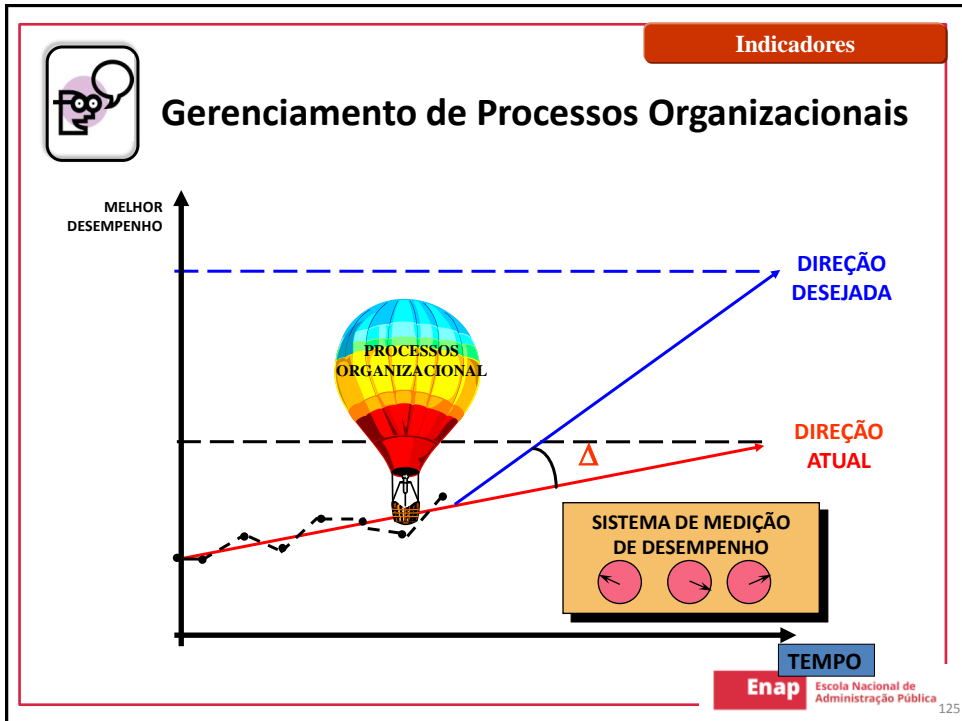 Indicadores
Gerenciamento de Processos Organizacionais
MELHOR
DESEMPENHO
DIREÇÃO
DESEJADA
PROCESSOS
ORGANIZACIONAL
DIREÇÃO
ATUAL
Δ
SISTEMA DE MEDIÇÃO
DE DESEMPENHO
TEMPO
Enap
Escola Nacional de
Administração Pública
125